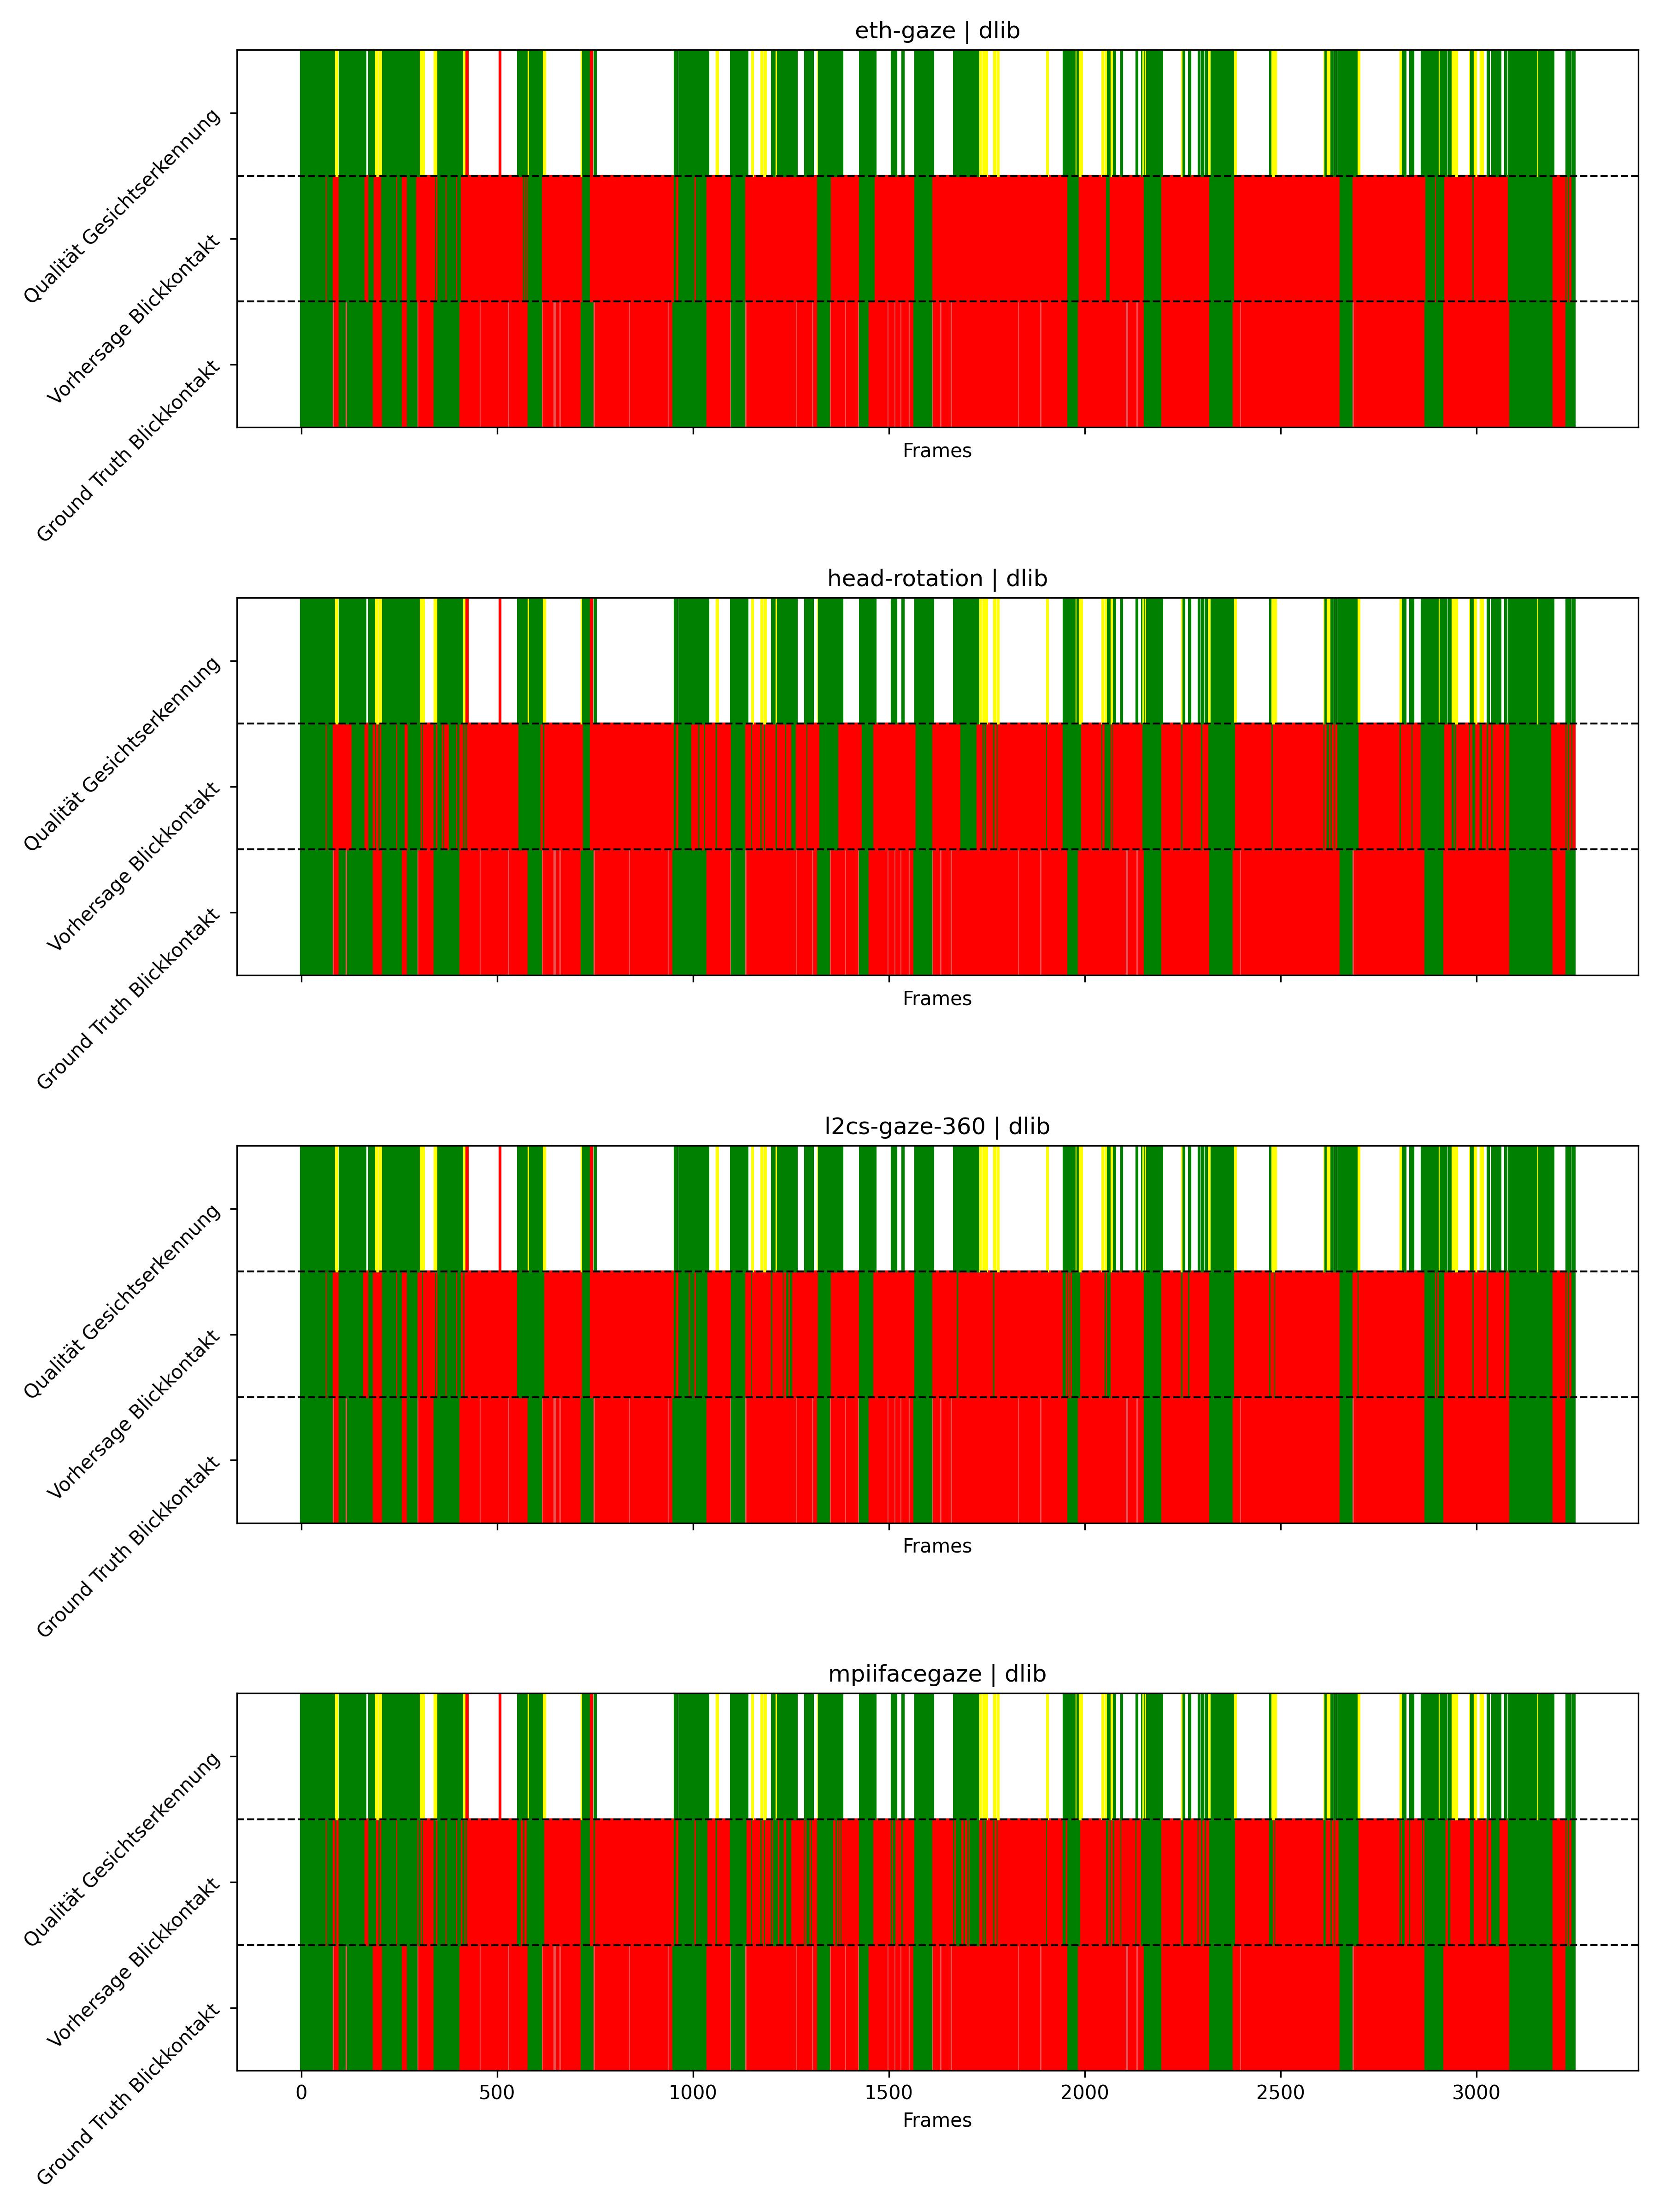 eth-gaze | dlib
Qualität Gesichtserkennung
Vorhersage Blickkontakt
Ground Truth Blickkontakt
Frames
head-rotation | dlib
Qualität Gesichtserkennung
Vorhersage Blickkontakt
Ground Truth Blickkontakt
Frames
l2cs-gaze-360 | dlib
Qualität Gesichtserkennung
Vorhersage Blickkontakt
Ground Truth Blickkontakt
Frames
mpiifacegaze | dlib
Qualität Gesichtserkennung
Vorhersage Blickkontakt
Ground Truth Blickkontakt
0 500 1000 1500 2000 2500 3000
Frames